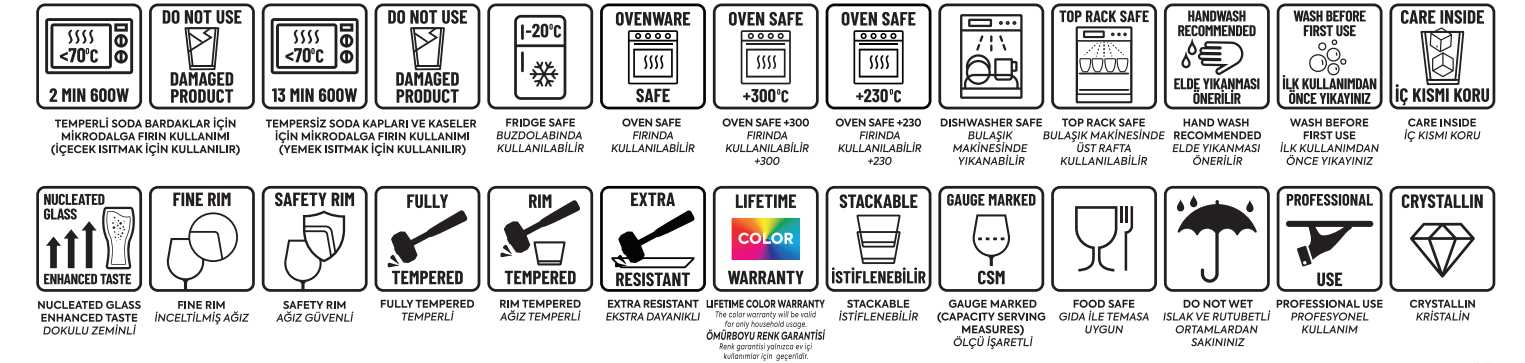 <70°c
2 MIN 600W
TEMPERLİ SODA BARDAKLAR İÇİN
MİKRODALGA FIRIN KULLANIMI
(İÇECEK ISITMAK İÇİN KULLANILIR)
DO NOT USE
DAMAGED
PRODUCT
<70°c
13 MIN 600W
TEMPERSİZ SODA KAPLARI VE KASELER
İÇİN MİKRODALGA FIRIN KULLANIMI
(YEMEK ISITMAK İÇİN KULLANILIR)
DO NOT USE
DAMAGED
PRODUCT
-20°c
FRIDGE SAFE
BUZDOLABINDA
KULLANILABİLİR
OVENWARE
SAFE
OVEN SAFE
FIRINDA
KULLANILABİLİR
OVEN SAFE
+300°c
OVEN SAFE +300
FIRINDA
KULLANILABİLİR
+300
OVEN SAFE
+230°c
OVEN SAFE +230
FIRINDA
KULLANILABİLİR
+230
DISHWASHER SAFE
BULAŞIK
MAKİNESİNDE
YIKANABİLİR
TOP RACK SAFE
TOP RACK SAFE
BULAŞIK MAKİNESİNDE
ÜST RAFTA
KULLANILABİLİR
HANDWASH
RECOMMENDED
ELDE YIKANMASI
ÖNERİLİR
HAND WASH
RECOMMENDED
ELDE YIKANMASI
ÖNERİLİR
WASH BEFORE
FIRST USE
İLK KULLANIMDAN
ÖNCE YIKAYINIZ
WASH BEFORE
FIRST USE
İLK KULLANIMDAN
ÖNCE YIKAYINIZ
CARE INSIDE
İÇ KISMI KORU
CARE INSIDE
İÇ KISMI KORU
NUCLEATED
GLASS
ENHANCED TASTE
NUCLEATED GLASS
ENHANCED TASTE
DOKULU ZEMİNLİ
FINE RIM
FINE RIM
İNCELTİLMİŞ AĞIZ
SAFETY RIM
SAFETY RIM
AĞIZ GÜVENLİ
FULLY
TEMPERED
FULLY TEMPERED
TEMPERLİ
RIM
TEMPERED
RIM TEMPERED
AĞIZ TEMPERLİ
EXTRA
RESISTANT
EXTRA RESISTANT
EKSTRA DAYANIKLI
LIFETIME
COLOR
WARRANTY
LIFETIME COLOR WARRANTY
The color warranty will be valid
for only household usage.
ÖMÜRBOYU RENK GARANTİSİ
Renk garantisi yalnızca ev içi
kullanımlar için geçerlidir.
STACKABLE
İSTİFLENEBİLİR
STACKABLE
İSTİFLENEBİLİR
GAUGE MARKED
CSM
GAUGE MARKED
(CAPACITY SERVING
MEASURES)
ÖLÇÜ İŞARETLİ
FOOD SAFE
GIDA İLE TEMASA
UYGUN
DO NOT WET
ISLAK VE RUTUBETLİ
ORTAMLARDAN
SAKININIZ
PROFESSIONAL
USE
PROFESSIONAL USE
PROFESYONEL
KULLANIM
CRYSTALLIN
CRYSTALLIN
KRİSTALİN